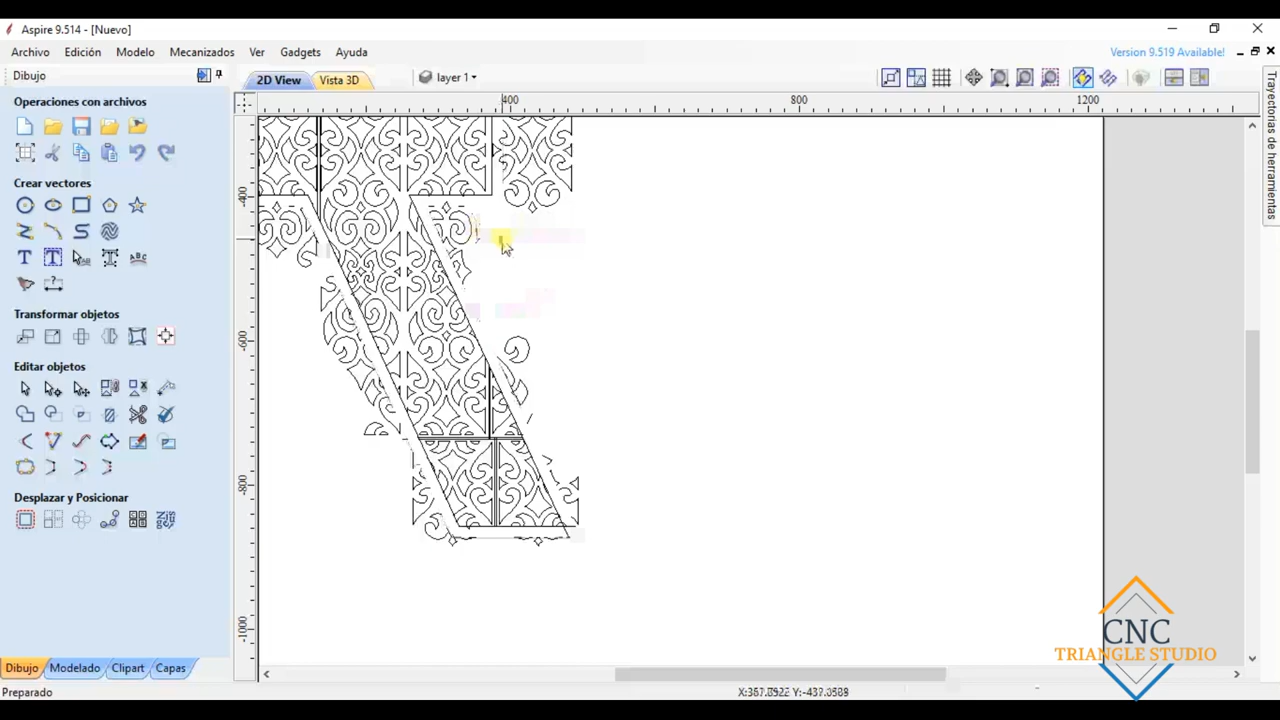 Aspire 9.514 - [Nuevo]
Archivo Edición Modelo Mecanizados Ver Gadgets Ayuda
Version 9.519 Available!
Dibujo
2D View Vista 3D layer 1
Operaciones con archivos
400 800 1200
Crear vectores
Transformar objetos
Editar objetos
Desplazar y Posicionar
-400
-600
-800
-1000
Trayectorias de herramientas
Dibujo Modelado Clipart Capas
Preparado
CNC
TRIANGLE STUDIO